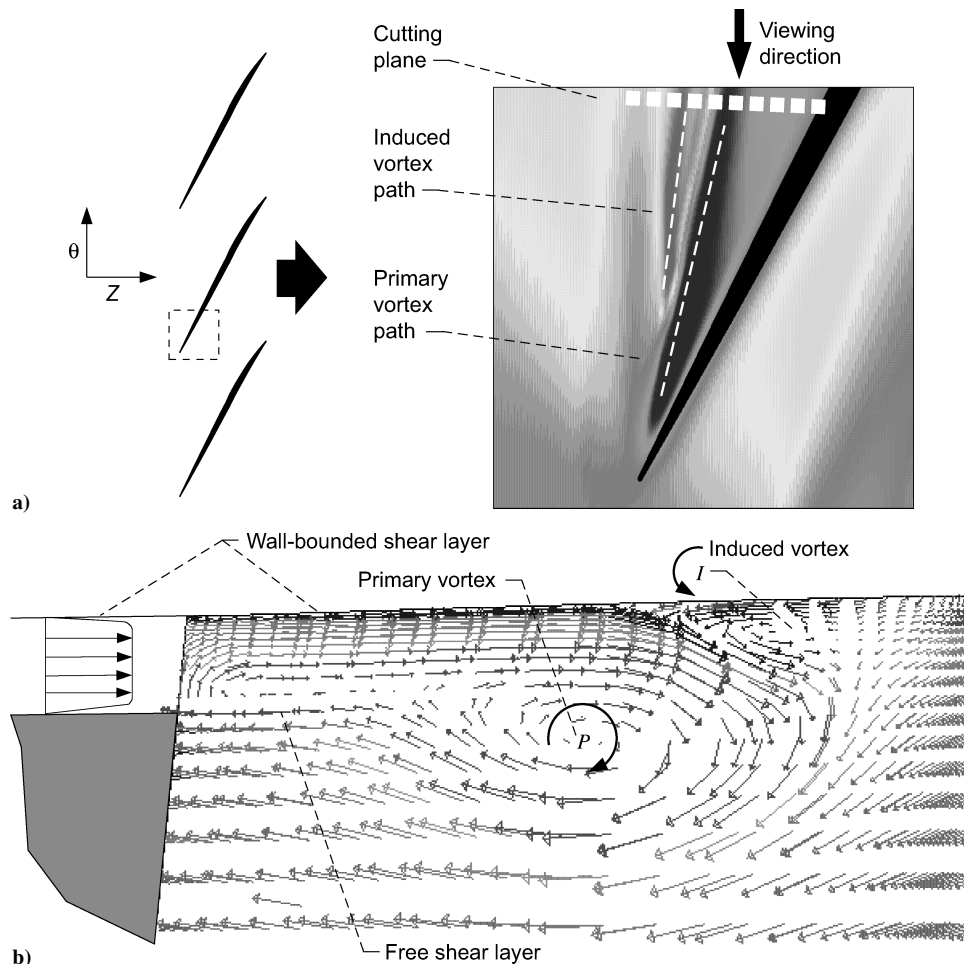 Cutting
plane
Viewing
direction
Induced
vortex
path
θ
Z
Primary
vortex
path
a)
Wall-bounded shear layer
Induced vortex
Primary vortex
I
P
Free shear layer
b)